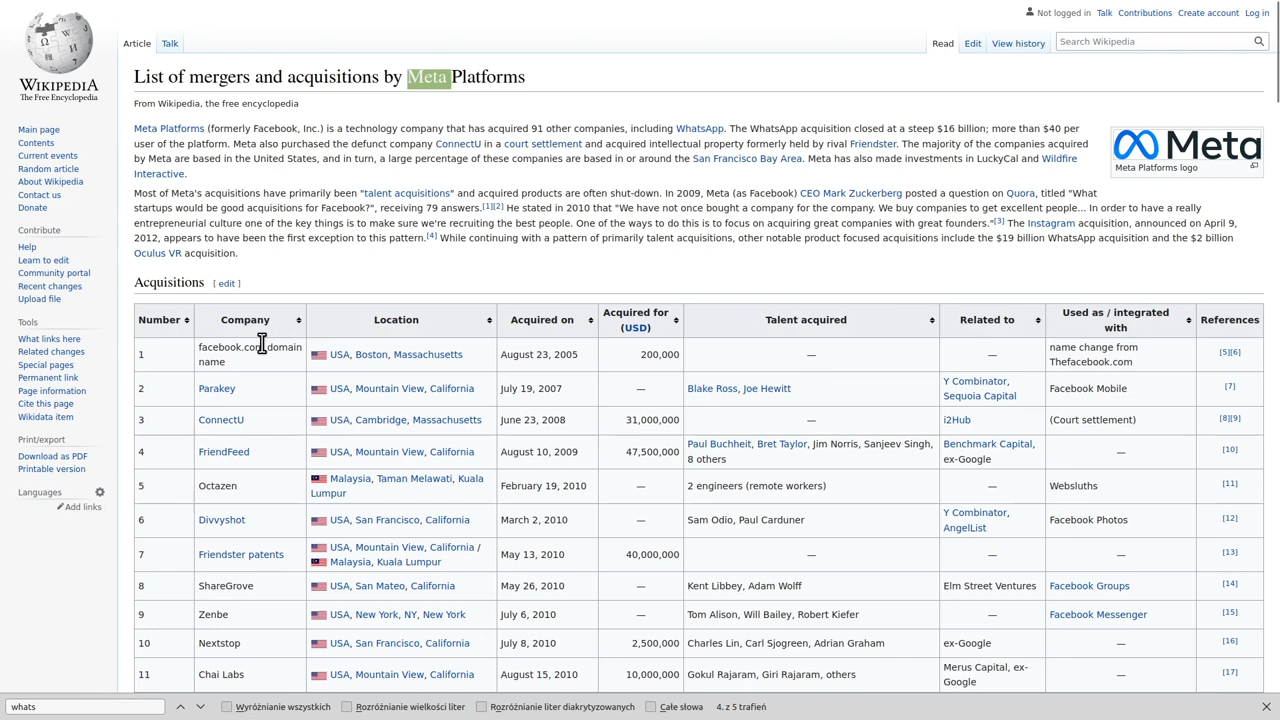 Not logged in Talk Contributions Create account Log in
Article Talk Read Edit View history Search Wikipedia
WIKIPEDIA
The Free Encyclopedia
Main page
Contents
Current events
Random article
About Wikipedia
Contact us
Donate
Contribute
Help
Learn to edit
Community portal
Recent changes
Upload file
Tools
What links here
Related changes
Special pages
Permanent link
Page information
Cite this page
Wikidata item
Print/export
Download as PDF
Printable version
Languages
Add links
List of mergers and acquisitions by Meta Platforms
From Wikipedia, the free encyclopedia
Meta Platforms (formerly Facebook, Inc.) is a technology company that has acquired 91 other companies, including WhatsApp. The WhatsApp acquisition closed at a steep $16 billion; more than $40 per
user of the platform. Meta also purchased the defunct company ConnectU in a court settlement and acquired intellectual property formerly held by rival Friendster. The majority of the companies acquired
by Meta are based in the United States, and in turn, a large percentage of these companies are based in or around the San Francisco Bay Area. Meta has also made investments in LuckyCal and Wildfire
Interactive.
Meta
Meta Platforms logo
Most of Meta's acquisitions have primarily been "talent acquisitions" and acquired products are often shut-down. In 2009, Meta (as Facebook) CEO Mark Zuckerberg posted a question on Quora, titled "What
startups would be good acquisitions for Facebook?", receiving 79 answers.[1][2] He stated in 2010 that "We have not once bought a company for the company. We buy companies to get excellent people... In order to have a really
entrepreneurial culture one of the key things is to make sure we're recruiting the best people. One of the ways to do this is to focus on acquiring great companies with great founders."[3] The Instagram acquisition, announced on April 9,
2012, appears to have been the first exception to this pattern.[4] While continuing with a pattern of primarily talent acquisitions, other notable product focused acquisitions include the $19 billion WhatsApp acquisition and the $2 billion
Oculus VR acquisition.
Acquisitions [ edit ]
Number Company Location Acquired on Acquired for (USD) Talent acquired Related to Used as / integrated with References
1 facebook.com domain name USA, Boston, Massachusetts August 23, 2005 200,000 — — name change from Thefacebook.com [5][6]
2 Parakey USA, Mountain View, California July 19, 2007 — Blake Ross, Joe Hewitt Y Combinator, Sequoia Capital Facebook Mobile [7]
3 ConnectU USA, Cambridge, Massachusetts June 23, 2008 31,000,000 — i2Hub (Court settlement) [8][9]
4 FriendFeed USA, Mountain View, California August 10, 2009 47,500,000 Paul Buchheit, Bret Taylor, Jim Norris, Sanjeev Singh, 8 others Benchmark Capital, ex-Google — [10]
5 Octazen Malaysia, Taman Melawati, Kuala Lumpur February 19, 2010 — 2 engineers (remote workers) — Websluths [11]
6 Divvyshot USA, San Francisco, California March 2, 2010 — Sam Odio, Paul Carduner Y Combinator, AngelList Facebook Photos [12]
7 Friendster patents USA, Mountain View, California / Malaysia, Kuala Lumpur May 13, 2010 40,000,000 — — — [13]
8 ShareGrove USA, San Mateo, California May 26, 2010 — Kent Libbey, Adam Wolff Elm Street Ventures Facebook Groups [14]
9 Zenbe USA, New York, NY, New York July 6, 2010 — Tom Alison, Will Bailey, Robert Kiefer — Facebook Messenger [15]
10 Nextstop USA, San Francisco, California July 8, 2010 2,500,000 Charles Lin, Carl Sjogreen, Adrian Graham ex-Google — [16]
11 Chai Labs USA, Mountain View, California August 15, 2010 10,000,000 Gokul Rajaram, Giri Rajaram, others Merus Capital, ex-Google — [17]
whats Wyróżnianie wszystkich Rozróżnianie wielkości liter Rozróżnianie liter diakrytyzowanych Całe słowa 4. z 5 trafień